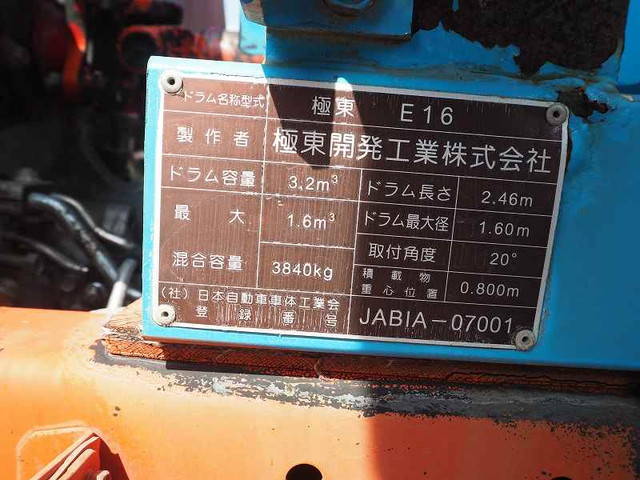 ドラム名称型式 極東 E16
製作者 極東開発工業株式会社
ドラム容量 3.2m³ ドラム長さ 2.46m
最大 1.6m³ ドラム最大径 1.60m
混合容量 3840kg 取付角度 20°
積載物 重心位置 0.800m
(社)日本自動車車体工業会
登録番号 JABIA-07001